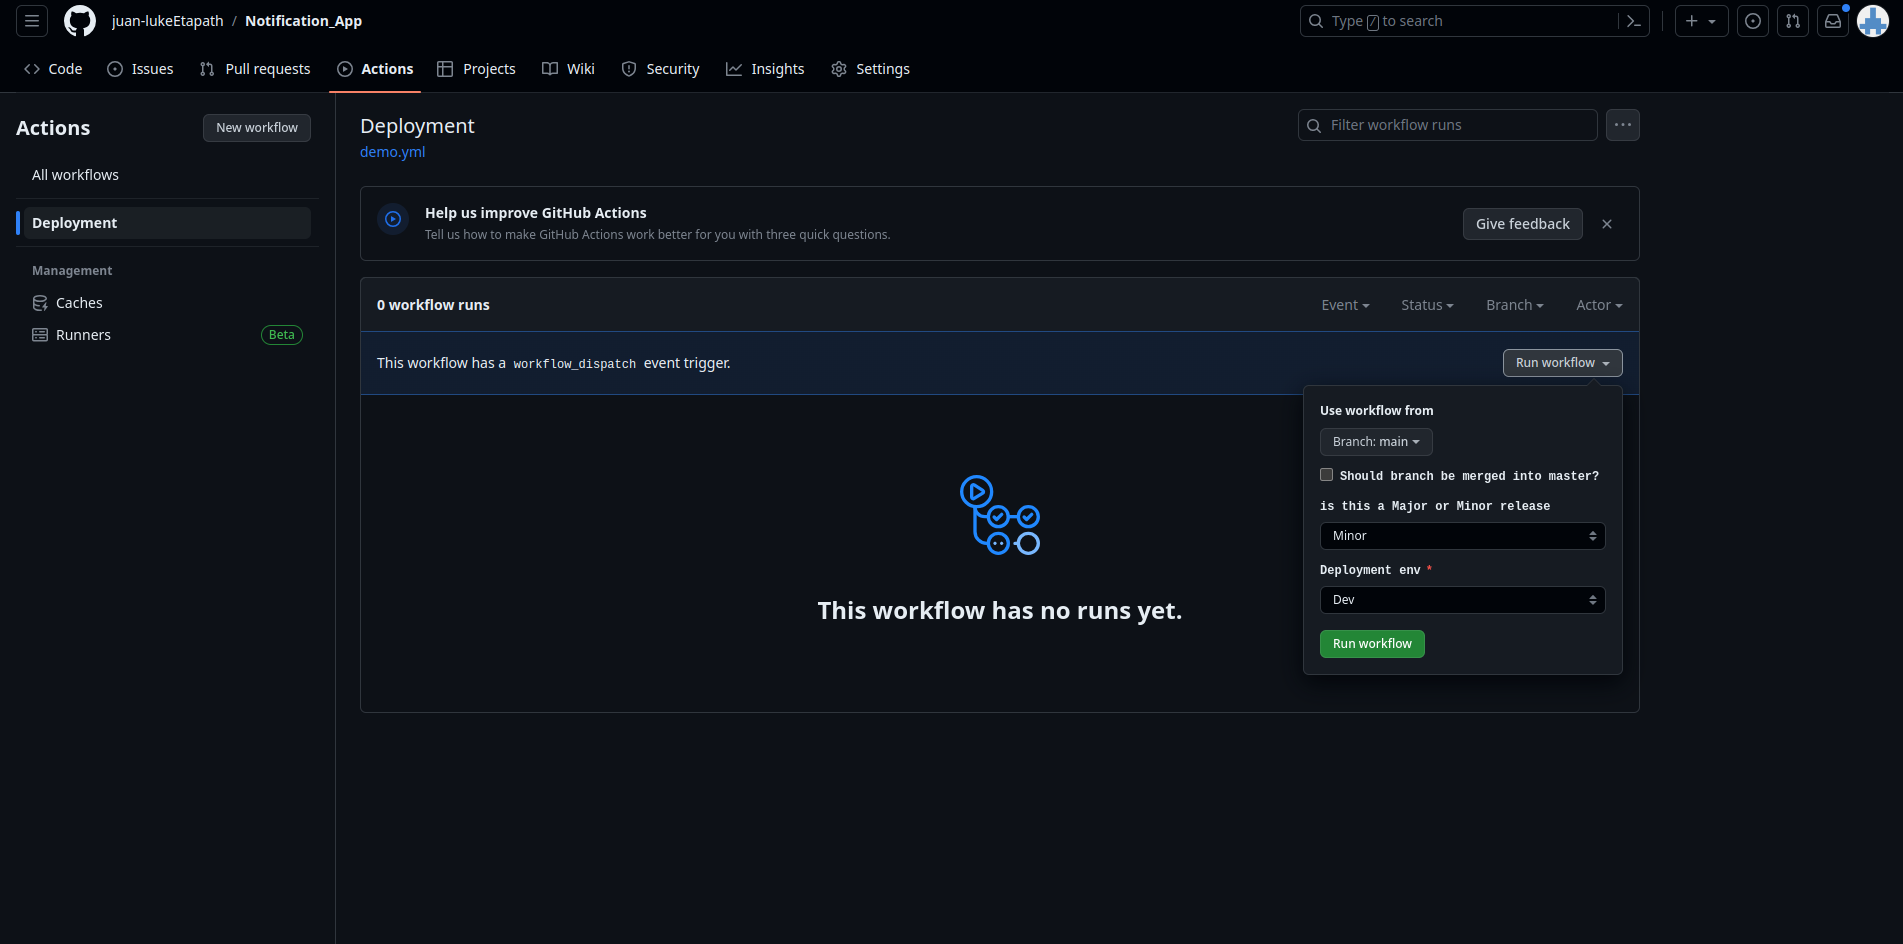 juan-lukeEtapath / Notification_App
Type / to search
Code
Issues
Pull requests
Actions
Projects
Wiki
Security
Insights
Settings
Actions
New workflow
All workflows
Deployment
Management
Caches
Runners
Beta
Deployment
demo.yml
Filter workflow runs
Help us improve GitHub Actions
Tell us how to make GitHub Actions work better for you with three quick questions.
Give feedback
0 workflow runs
Event
Status
Branch
Actor
This workflow has a workflow_dispatch event trigger.
Run workflow
Use workflow from
Branch: main
Should branch be merged into master?
is this a Major or Minor release
Minor
Deployment env *
Dev
Run workflow
This workflow has no runs yet.